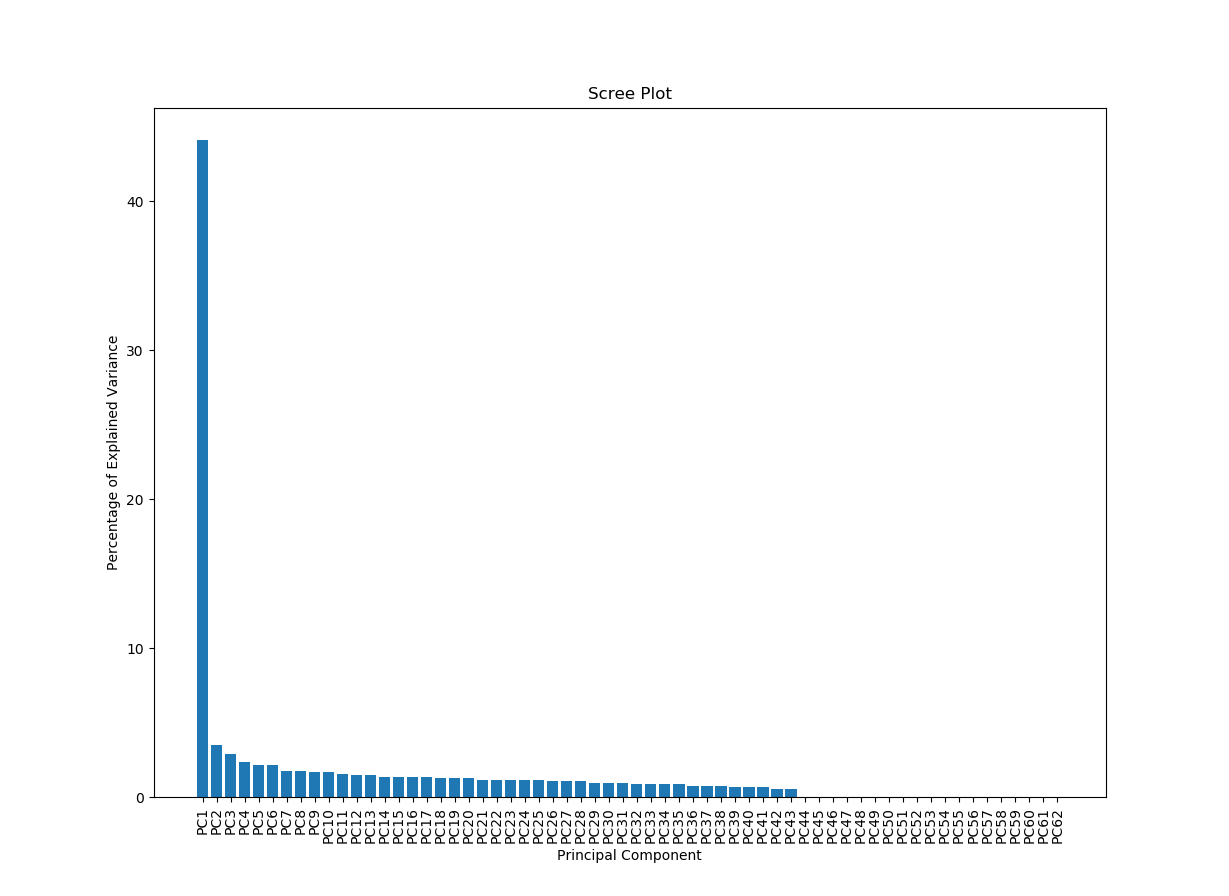 Scree Plot
Percentage of Explained Variance
40
30
20
10
0
PC1
PC2
PC3
PC4
PC5
PC6
PC7
PC8
PC9
PC10
PC11
PC12
PC13
PC14
PC15
PC16
PC17
PC18
PC19
PC20
PC21
PC22
PC23
PC24
PC25
PC26
PC27
PC28
PC29
PC30
PC31
PC32
PC33
PC34
PC35
PC36
PC37
PC38
PC39
PC40
PC41
PC42
PC43
PC44
PC45
PC46
PC47
PC48
PC49
PC50
PC51
PC52
PC53
PC54
PC55
PC56
PC57
PC58
PC59
PC60
PC61
PC62
Principal Component